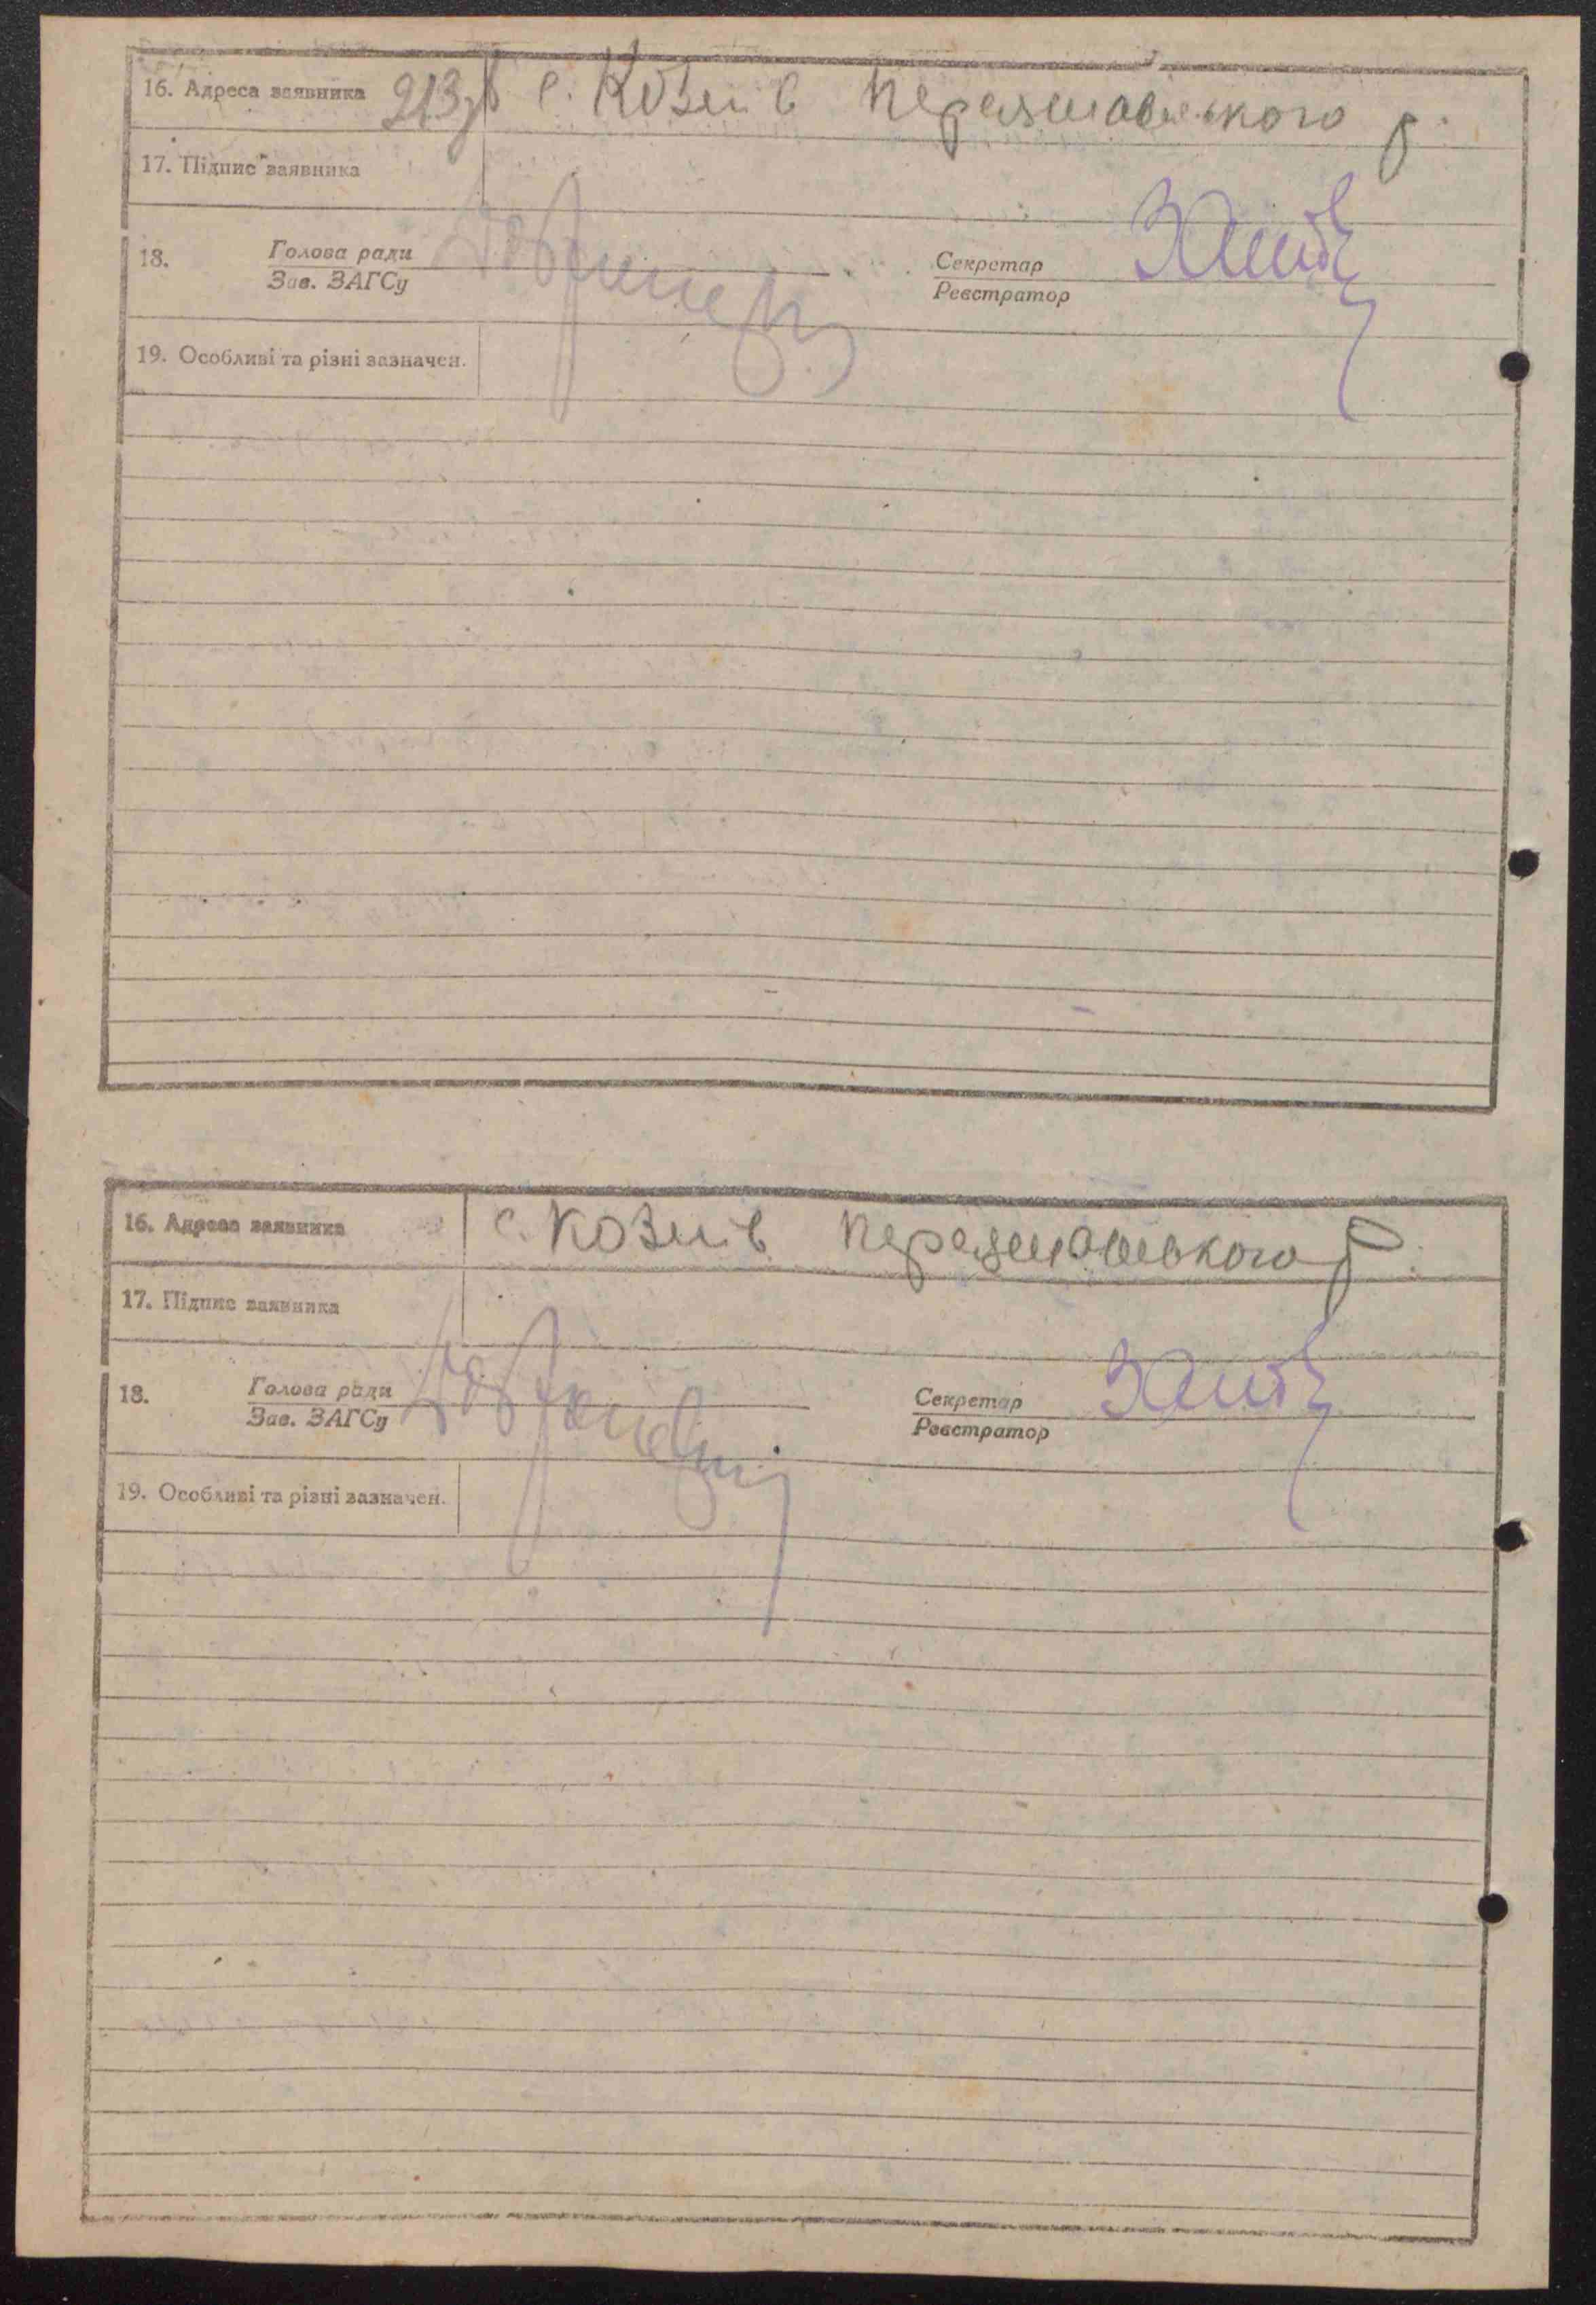 16. Адреса заявника 213зв с. Козлів Переяславського р.
17. Підпис заявника
18. Голова ради Секретар
Зав. ЗАГСу Реєстратор
19. Особливі та різні зазначен.
16. Адреса заявника с. Козлів Переяславського р.
17. Підпис заявника
18. Голова ради Секретар
Зав. ЗАГСу Реєстратор
19. Особливі та різні зазначен.